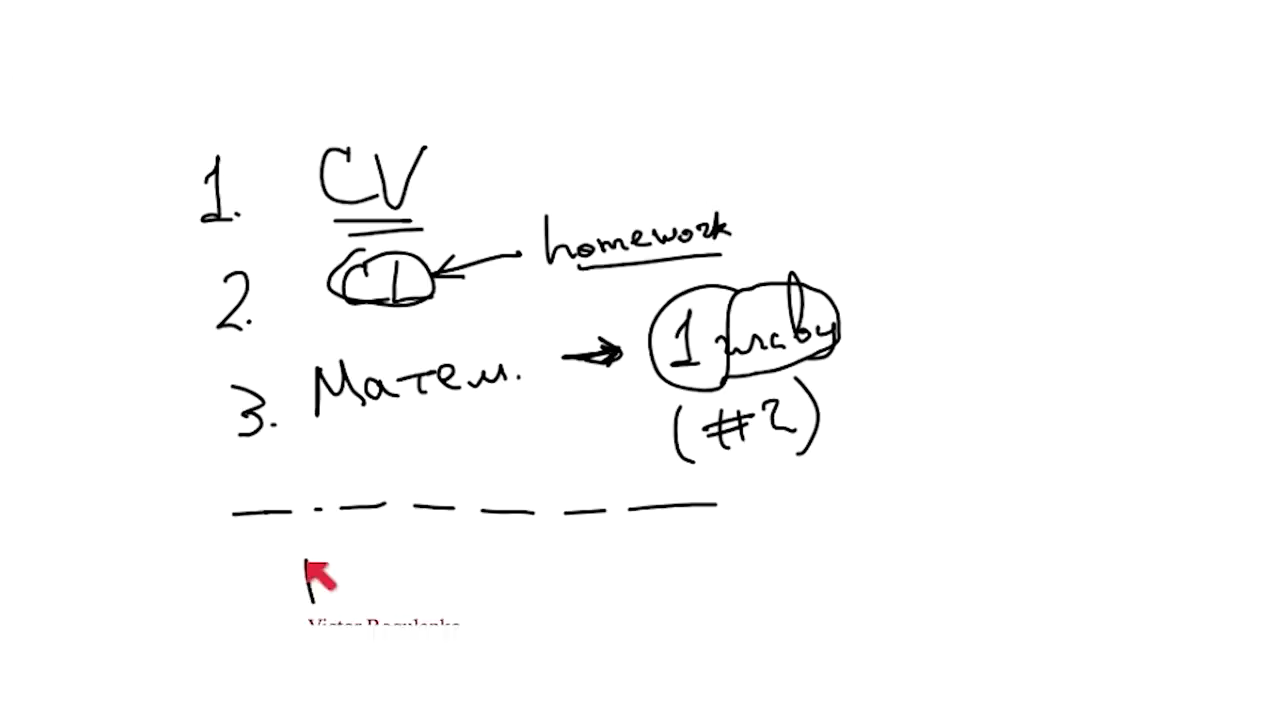 1. CV
2. CL ← homework
3. Матем. → 1 главу
(#2)